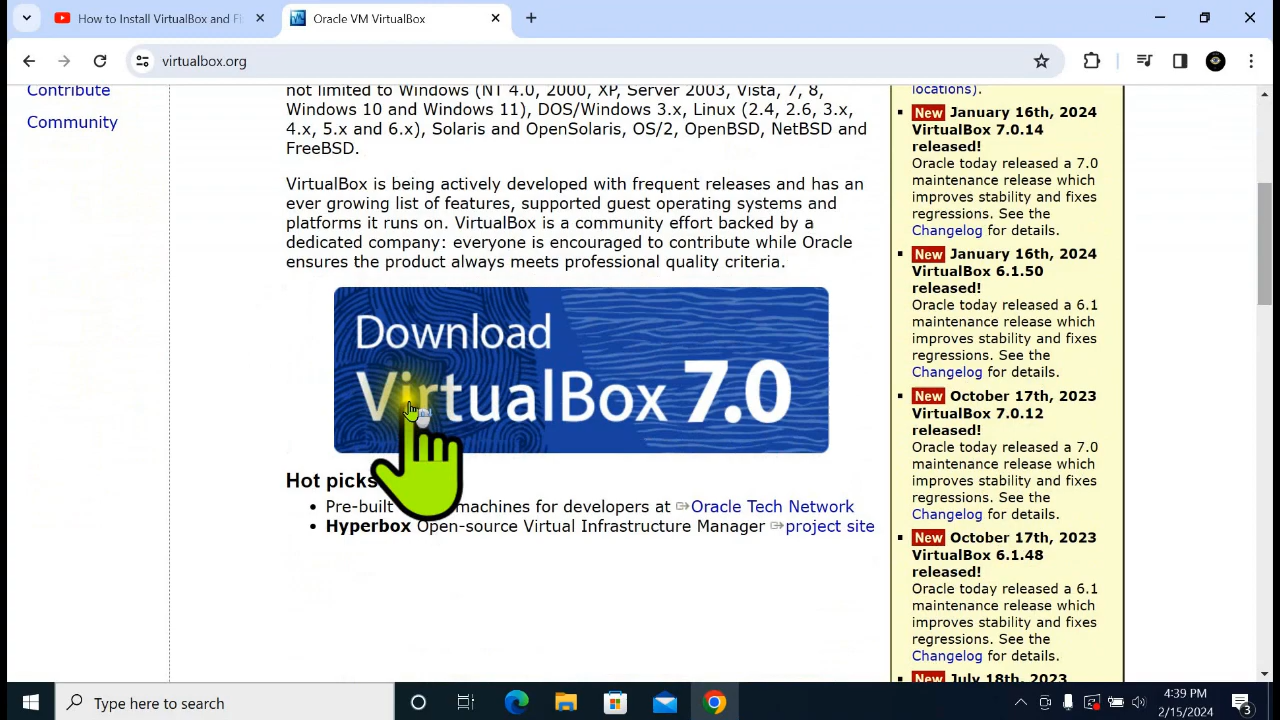 How to Install VirtualBox and Fl
Oracle VM VirtualBox
virtualbox.org
Contribute
Community
not limited to Windows (NT 4.0, 2000, XP, Server 2003, Vista, 7, 8,
Windows 10 and Windows 11), DOS/Windows 3.x, Linux (2.4, 2.6, 3.x,
4.x, 5.x and 6.x), Solaris and OpenSolaris, OS/2, OpenBSD, NetBSD and
FreeBSD.
VirtualBox is being actively developed with frequent releases and has an
ever growing list of features, supported guest operating systems and
platforms it runs on. VirtualBox is a community effort backed by a
dedicated company: everyone is encouraged to contribute while Oracle
ensures the product always meets professional quality criteria.
Download
VirtualBox 7.0
Hot picks
Pre-built machines for developers at Oracle Tech Network
Hyperbox Open-source Virtual Infrastructure Manager project site
locations).
New January 16th, 2024
VirtualBox 7.0.14
released!
Oracle today released a 7.0
maintenance release which
improves stability and fixes
regressions. See the
Changelog for details.
New January 16th, 2024
VirtualBox 6.1.50
released!
Oracle today released a 6.1
maintenance release which
improves stability and fixes
regressions. See the
Changelog for details.
New October 17th, 2023
VirtualBox 7.0.12
released!
Oracle today released a 7.0
maintenance release which
improves stability and fixes
regressions. See the
Changelog for details.
New October 17th, 2023
VirtualBox 6.1.48
released!
Oracle today released a 6.1
maintenance release which
improves stability and fixes
regressions. See the
Changelog for details.
New July 18th, 2023
Type here to search
4:39 PM
2/15/2024
3